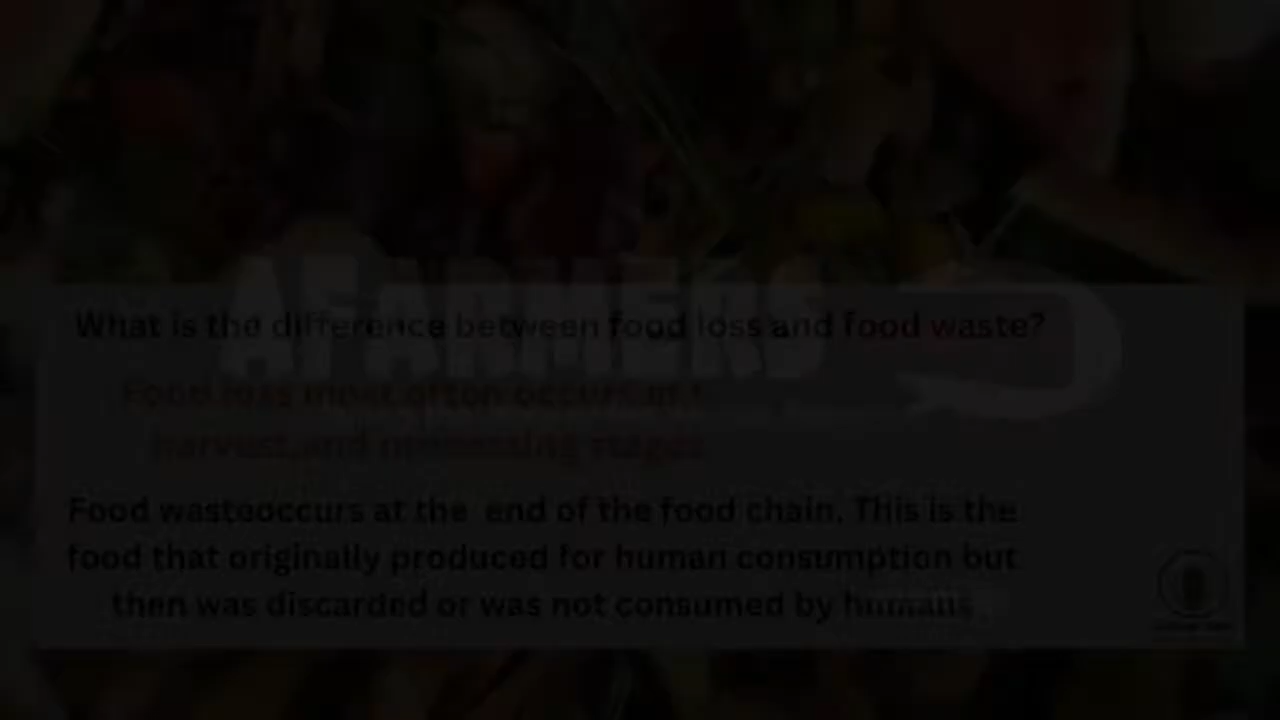 AFARMERS
What is the difference between food loss and food waste?
Food loss most often occurs in
harvest and processing stages
Food wasteoccurs at the end of the food chain. This is the
food that originally produced for human consumption but
then was discarded or was not consumed by humans